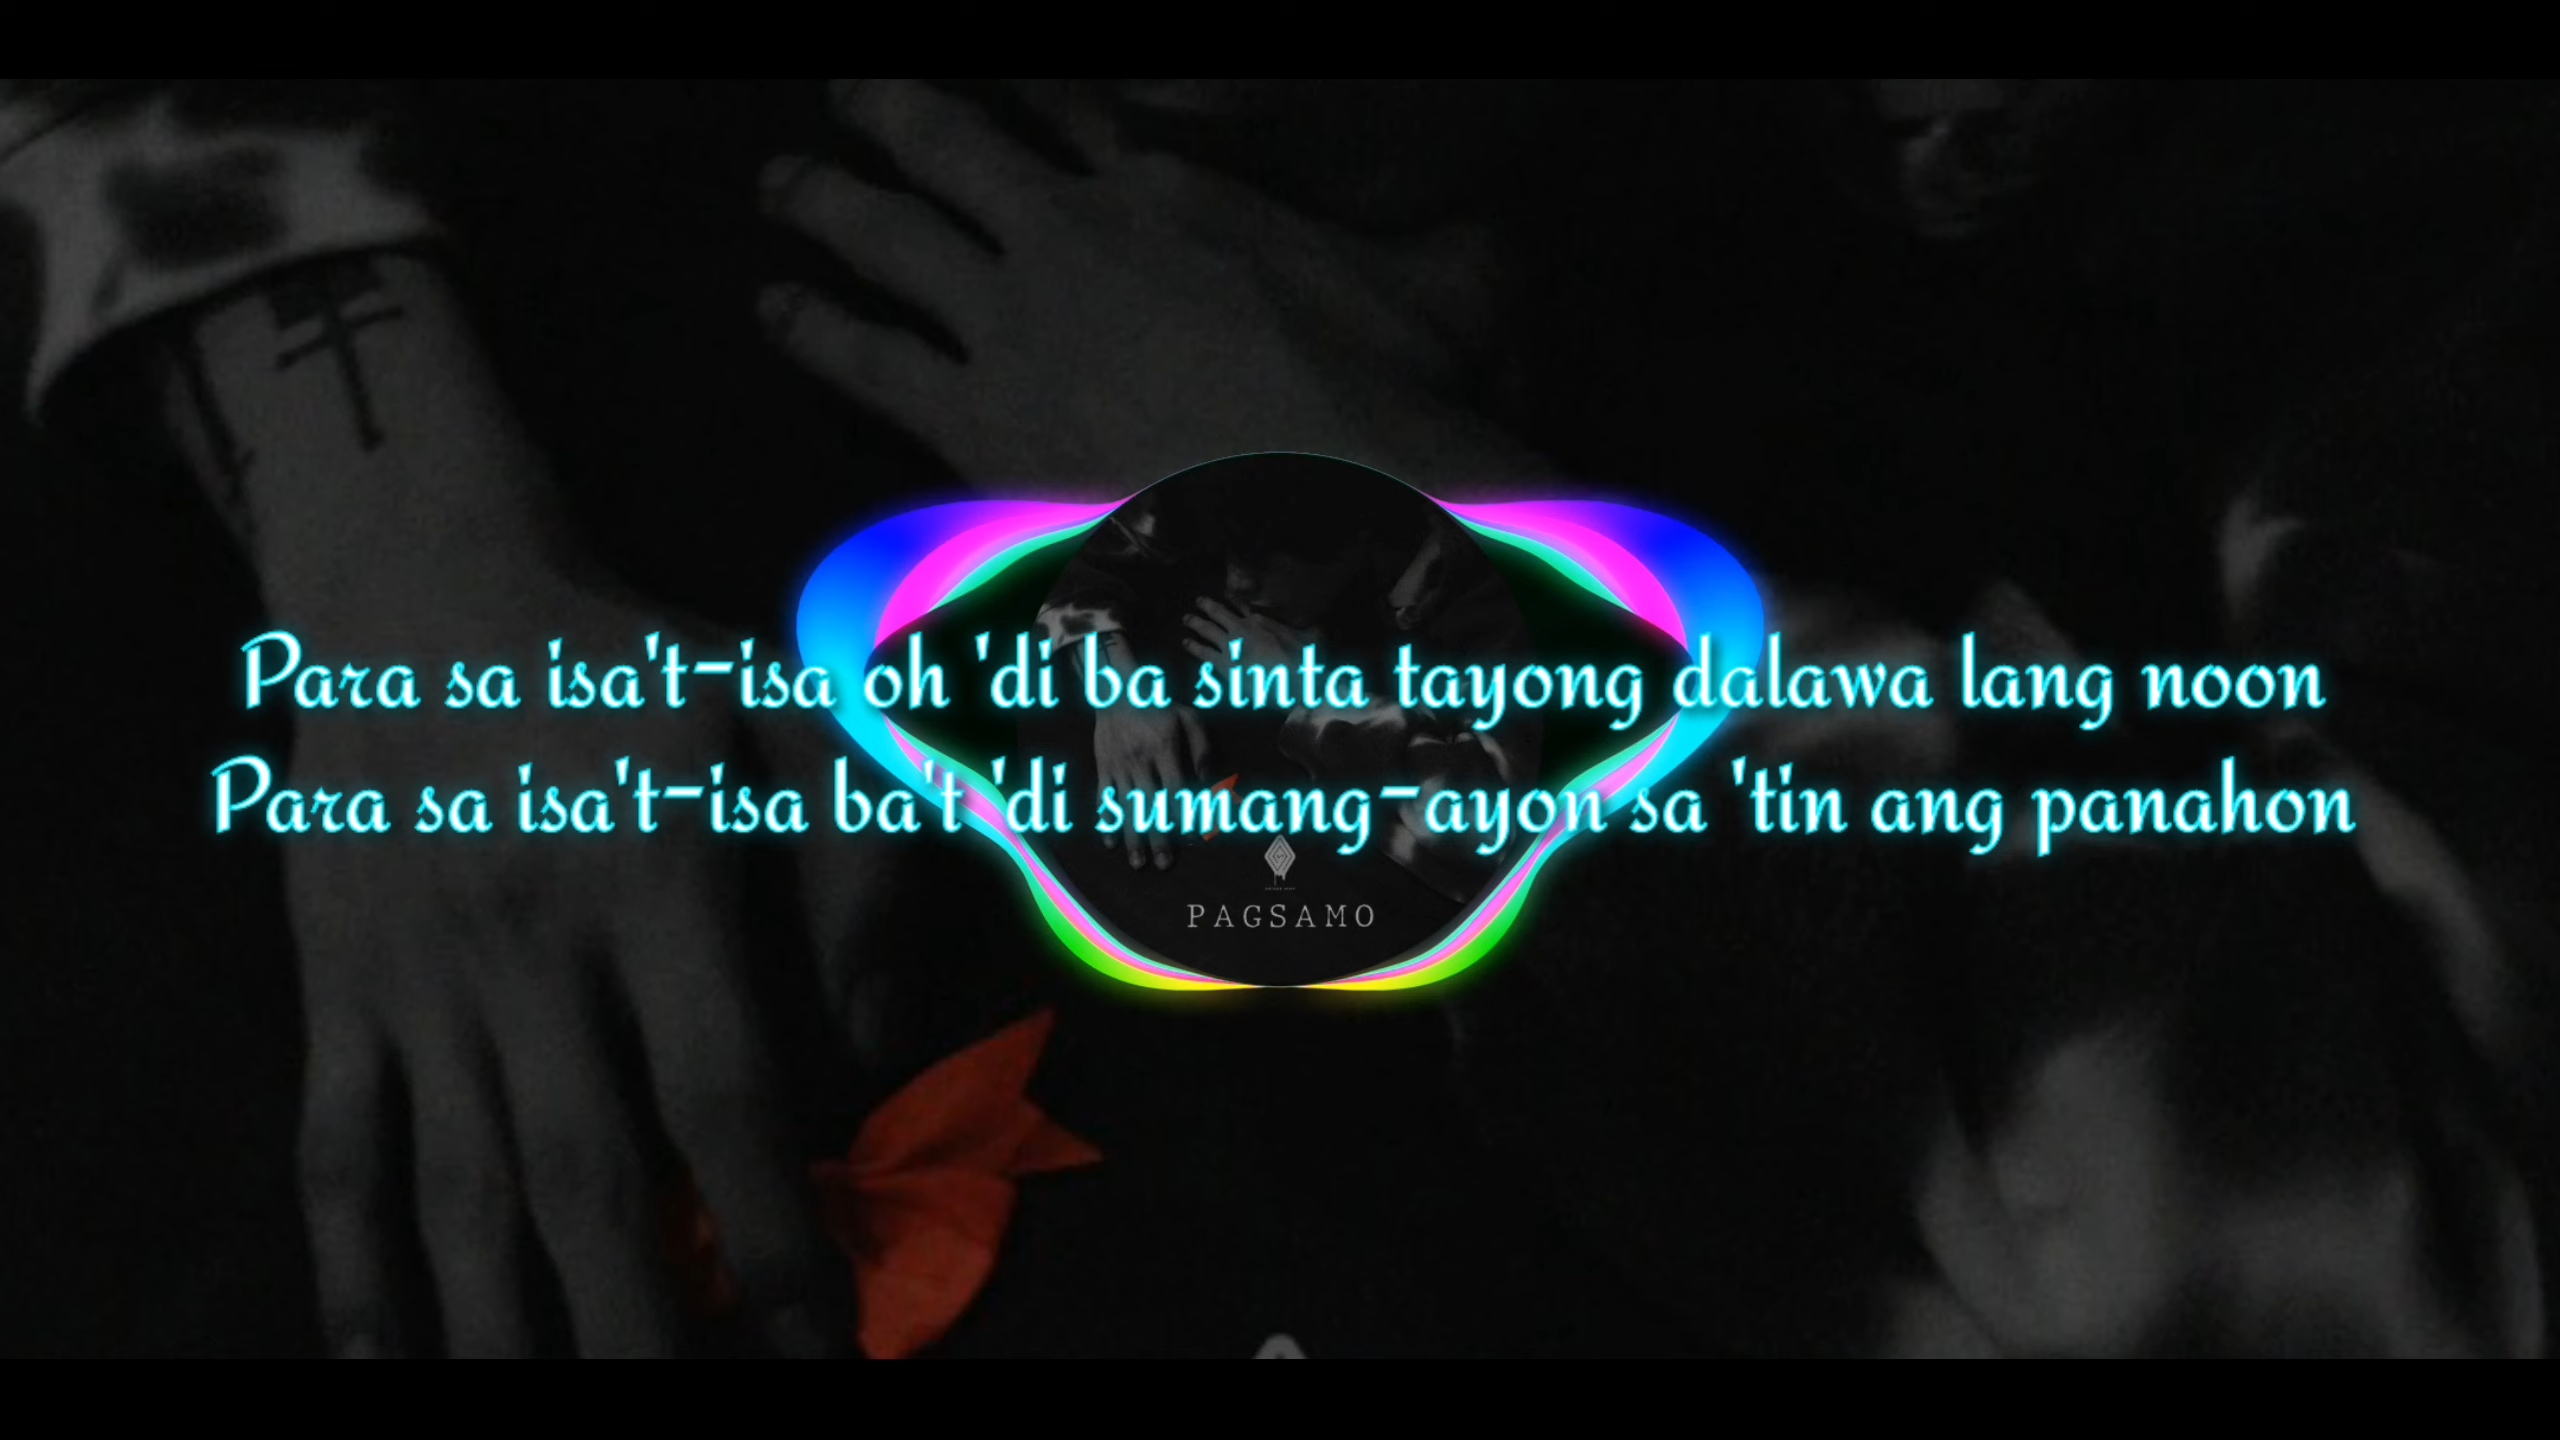 Para sa isa't-isa oh 'di ba sinta tayong dalawa lang noon
Para sa isa't-isa ba't 'di sumang-ayon sa 'tin ang panahon
PAGSAMO